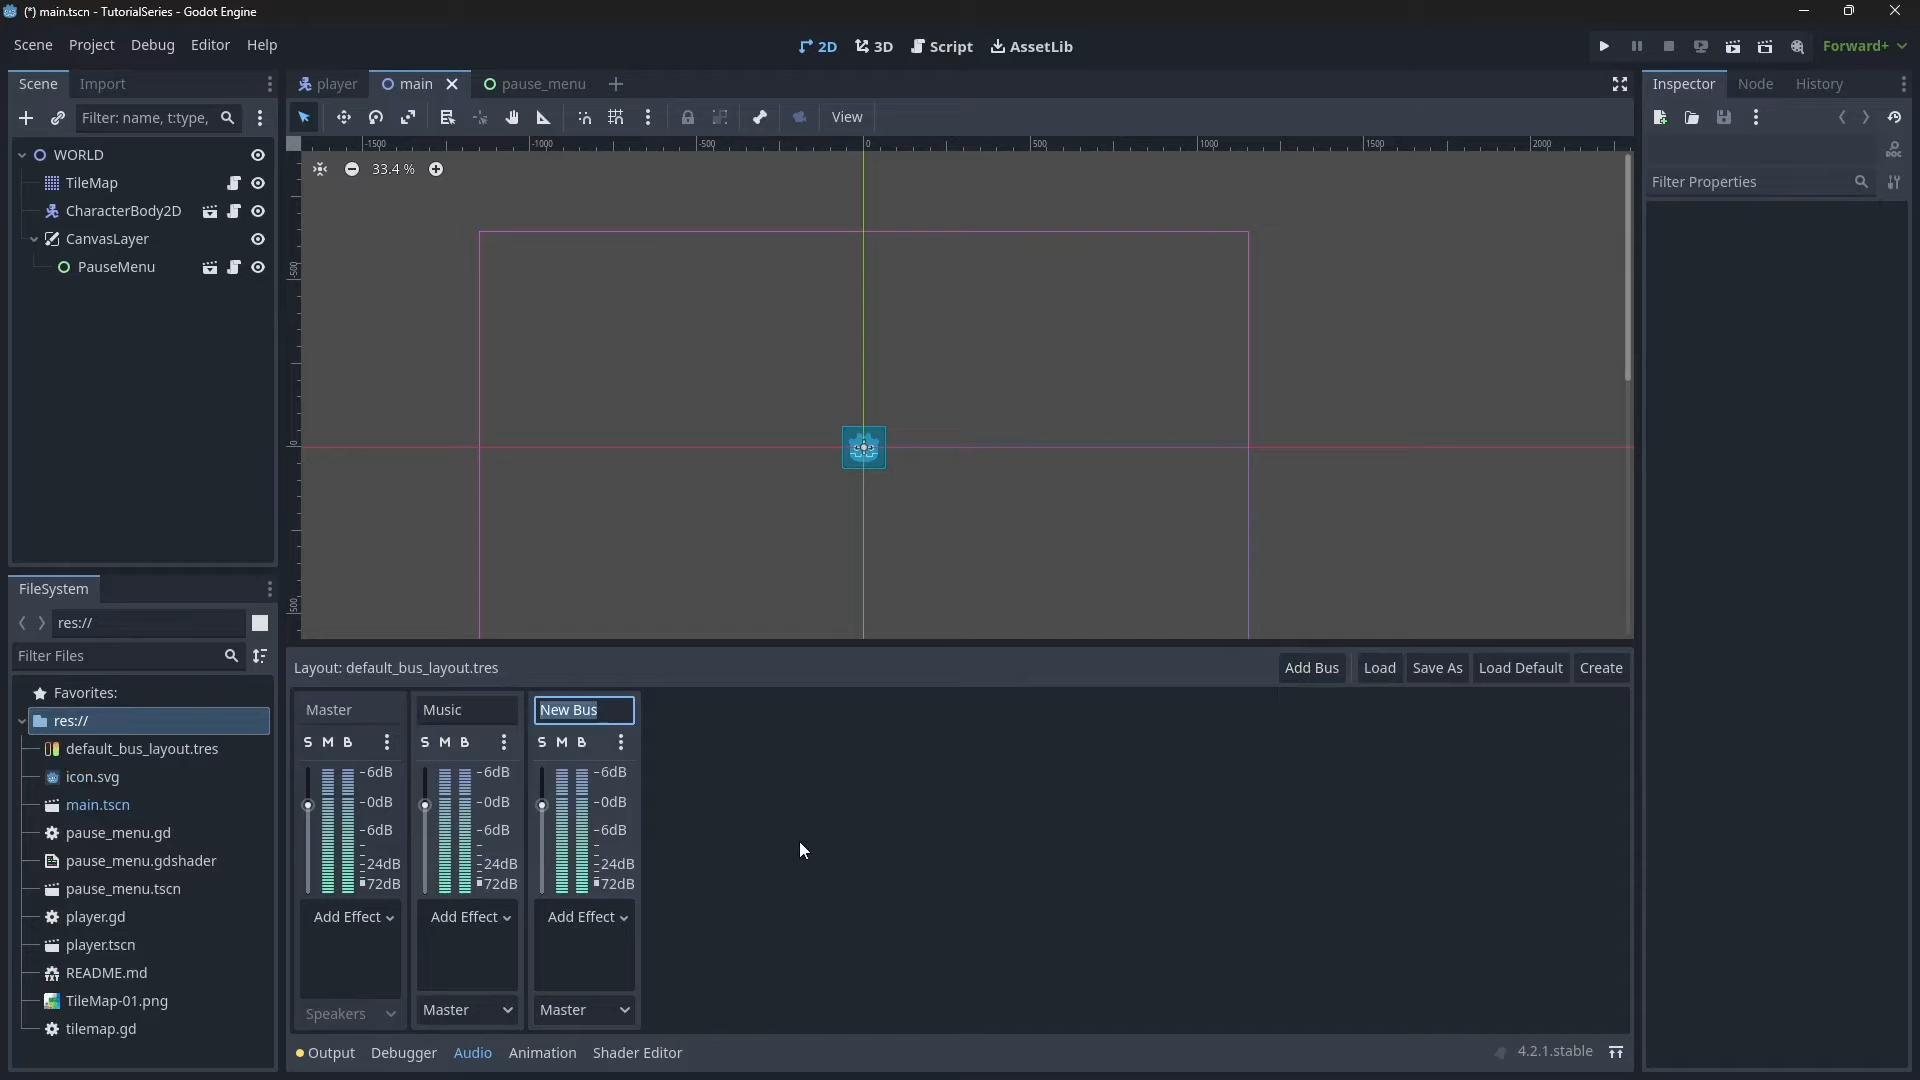 (*) main.tscn - TutorialSeries - Godot Engine
Scene Project Debug Editor Help
2D 3D Script AssetLib
Forward+
Scene Import
Filter: name, t:type,
WORLD
TileMap
CharacterBody2D
CanvasLayer
PauseMenu
FileSystem
res://
Filter Files
Favorites:
res://
default_bus_layout.tres
icon.svg
main.tscn
pause_menu.gd
pause_menu.gdshader
pause_menu.tscn
player.gd
player.tscn
README.md
TileMap-01.png
tilemap.gd
player main pause_menu
View
-1500 -1000 -500 0 500 1000 1500 2000
33.4 %
-500
0
500
Layout: default_bus_layout.tres
Add Bus Load Save As Load Default Create
Master Music New Bus
S M B S M B S M B
-6dB -6dB -6dB
-0dB -0dB -0dB
-6dB -6dB -6dB
-24dB -24dB -24dB
72dB 72dB 72dB
Add Effect Add Effect Add Effect
Speakers Master Master
Output Debugger Audio Animation Shader Editor
4.2.1.stable
Inspector Node History
DOC
Filter Properties